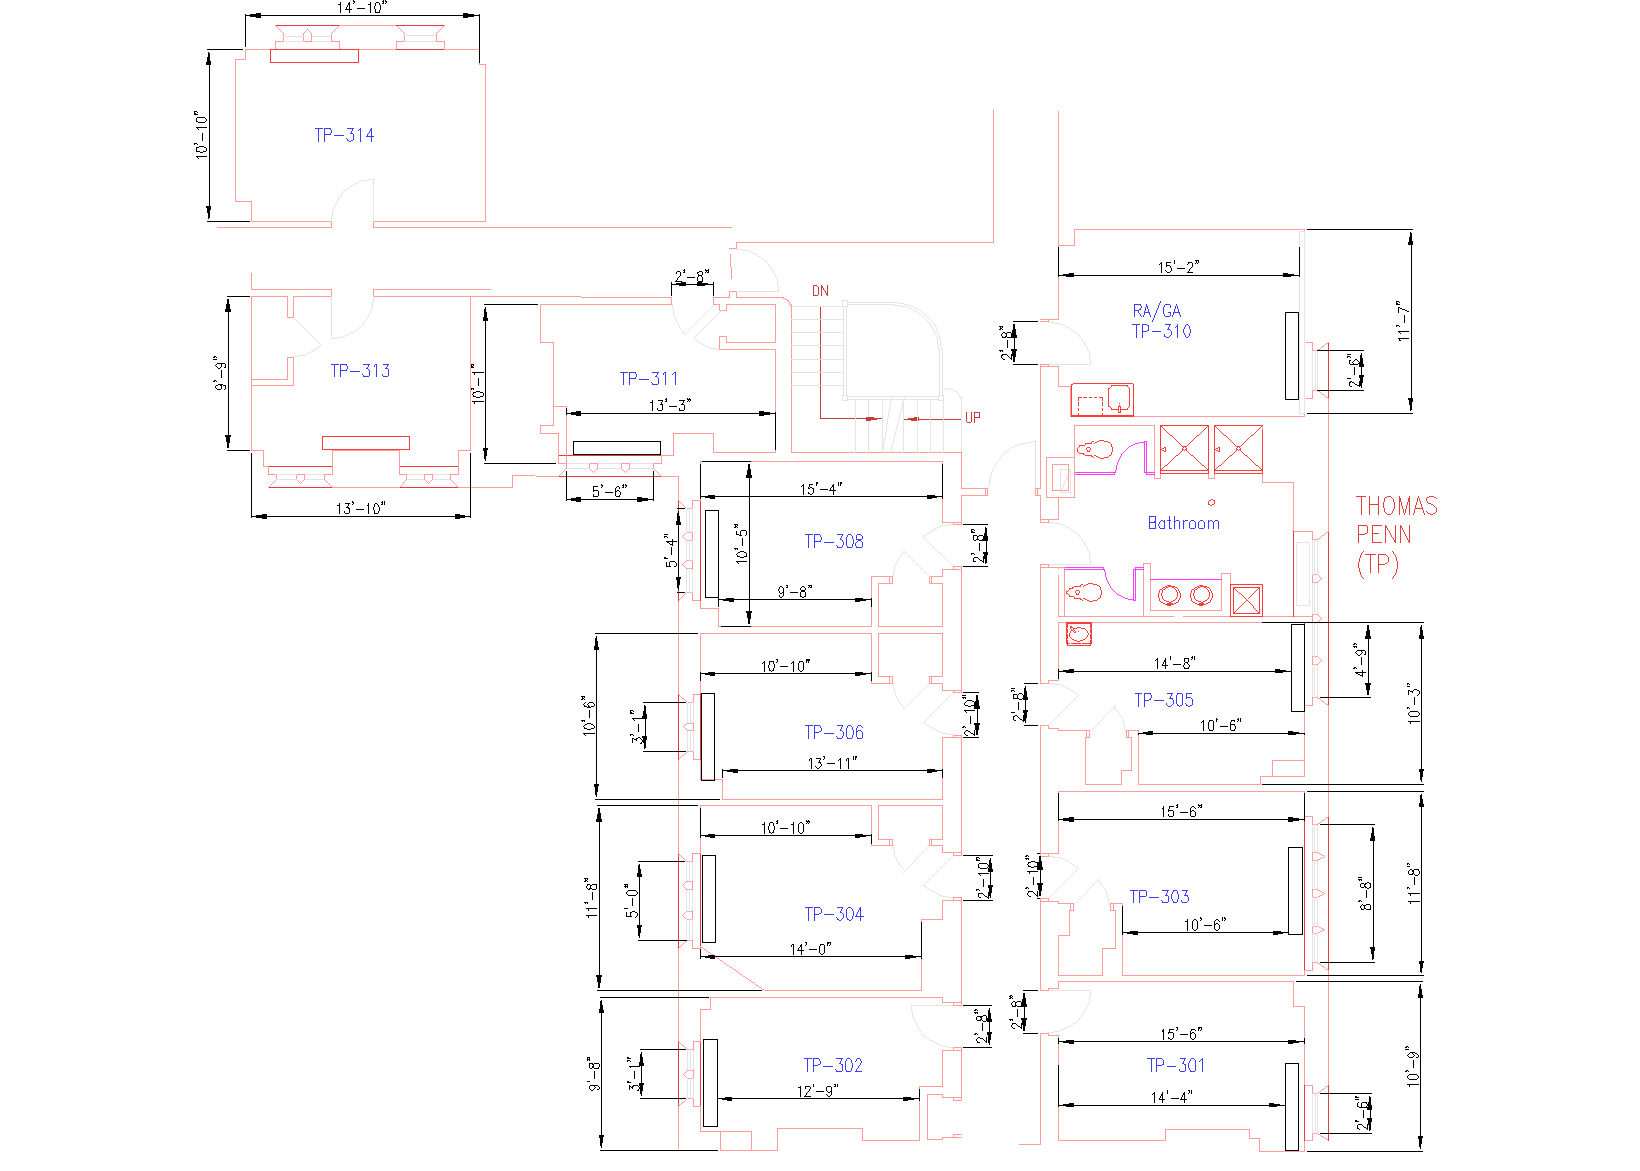 14'-10"
10'-10"
TP-314
2'-8"
DN
15'-2"
RA/GA
TP-310
11'-7"
2'-8"
2'-6"
9'-9"
TP-313
10'-1"
TP-311
13'-3"
UP
5'-6"
13'-10"
15'-4"
5'-4"
10'-5"
TP-308
2'-8"
9'-8"
Bathroom
THOMAS
PENN
(TP)
10'-10"
14'-8"
4'-9"
10'-6"
3'-1"
TP-306
2'-10"
2'-8"
TP-305
10'-3"
10'-6"
13'-11"
10'-10"
15'-6"
11'-8"
5'-0"
TP-304
2'-10"
2'-10"
TP-303
8'-8"
11'-8"
10'-6"
14'-0"
2'-8"
2'-8"
15'-6"
9'-8"
3'-1"
TP-302
TP-301
10'-9"
12'-9"
14'-4"
2'-6"